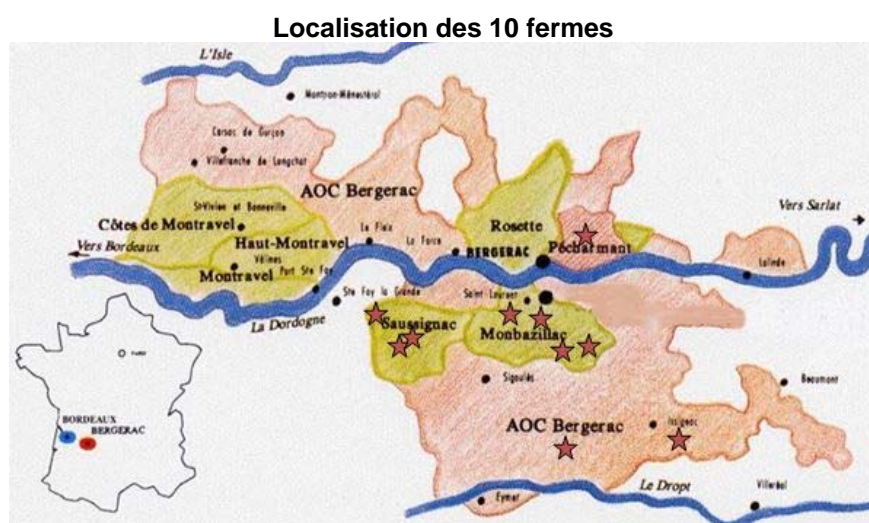 Localisation des 10 fermes
L'Isle
Montpon-Ménestérol
Carsac de Gurçon
Villefranche de Lonchat
AOC Bergerac
St-Vivien et Bonneville
Côtes de Montravel
Rosette
Vers Sarlat
Pécharmant
Haut-Montravel
Le Fleix
La Force
BERGERAC
Vers Bordeaux
Vélines
Montravel
Port Ste Foy
Lalinde
Ste Foy la Grande
Saint Laurent
La Dordogne
Saussignac
Monbazillac
PARIS
Sigoulès
Beaumont
BORDEAUX
BERGERAC
AOC Bergerac
Issigeac
Le Dropt
Eymet
Villeréal